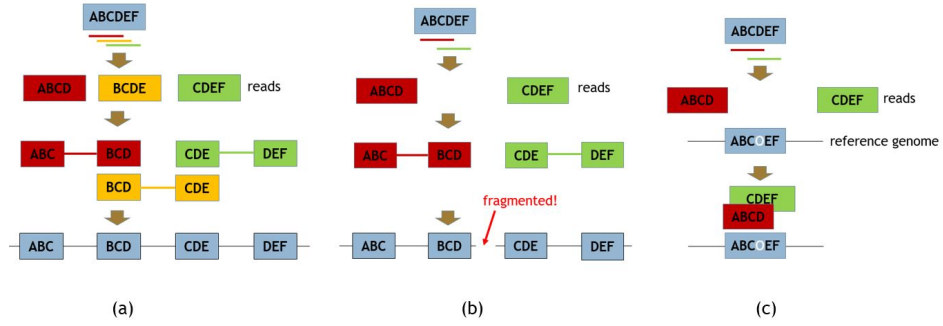 ABCDEF
ABCD BCDE CDEF reads
ABC BCD CDE DEF
BCD CDE
ABC BCD CDE DEF
(a)
ABCDEF
ABCD CDEF reads
ABC BCD CDE DEF
fragmented!
ABC BCD CDE DEF
(b)
ABCDEF
ABCD CDEF reads
ABCOEF reference genome
CDEF
ABCD
ABCOEF
(c)